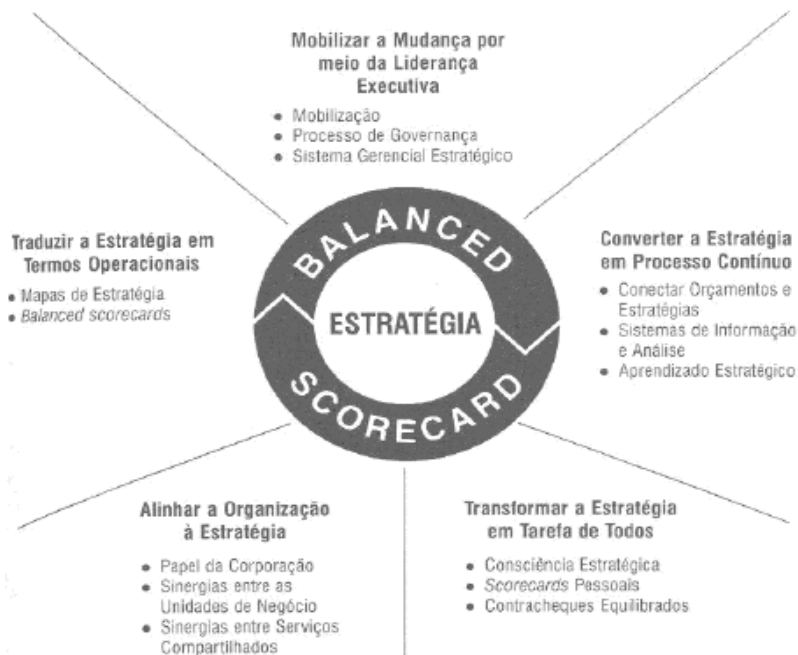 Mobilizar a Mudança por
meio da Liderança
Executiva
• Mobilização
• Processo de Governança
• Sistema Gerencial Estratégico
Traduzir a Estratégia em
Termos Operacionais
• Mapas de Estratégia
• Balanced scorecards
BALANCED
ESTRATÉGIA
SCORECARD
Converter a Estratégia
em Processo Contínuo
• Conectar Orçamentos e
Estratégias
• Sistemas de Informação
e Análise
• Aprendizado Estratégico
Alinhar a Organização
à Estratégia
• Papel da Corporação
• Sinergias entre as
Unidades de Negócio
• Sinergias entre Serviços
Compartilhados
Transformar a Estratégia
em Tarefa de Todos
• Consciência Estratégica
• Scorecards Pessoais
• Contracheques Equilibrados